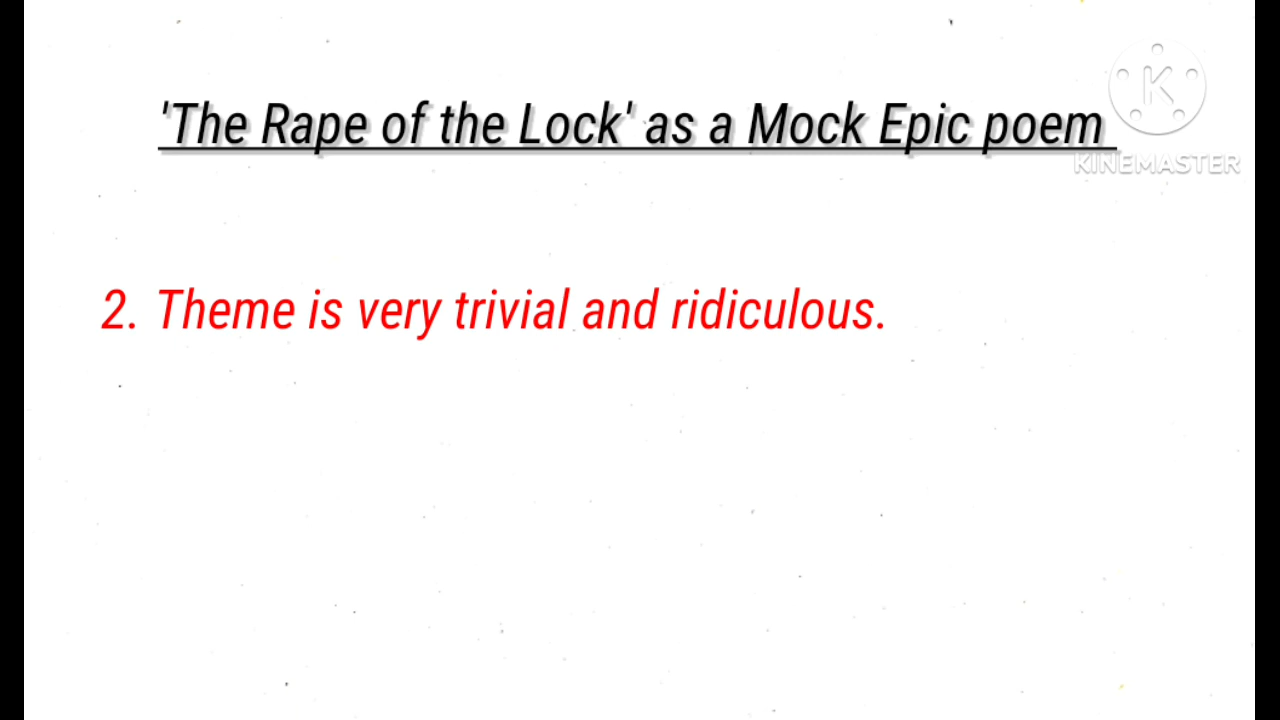 'The Rape of the Lock' as a Mock Epic poem
K
KINEMASTER
2. Theme is very trivial and ridiculous.